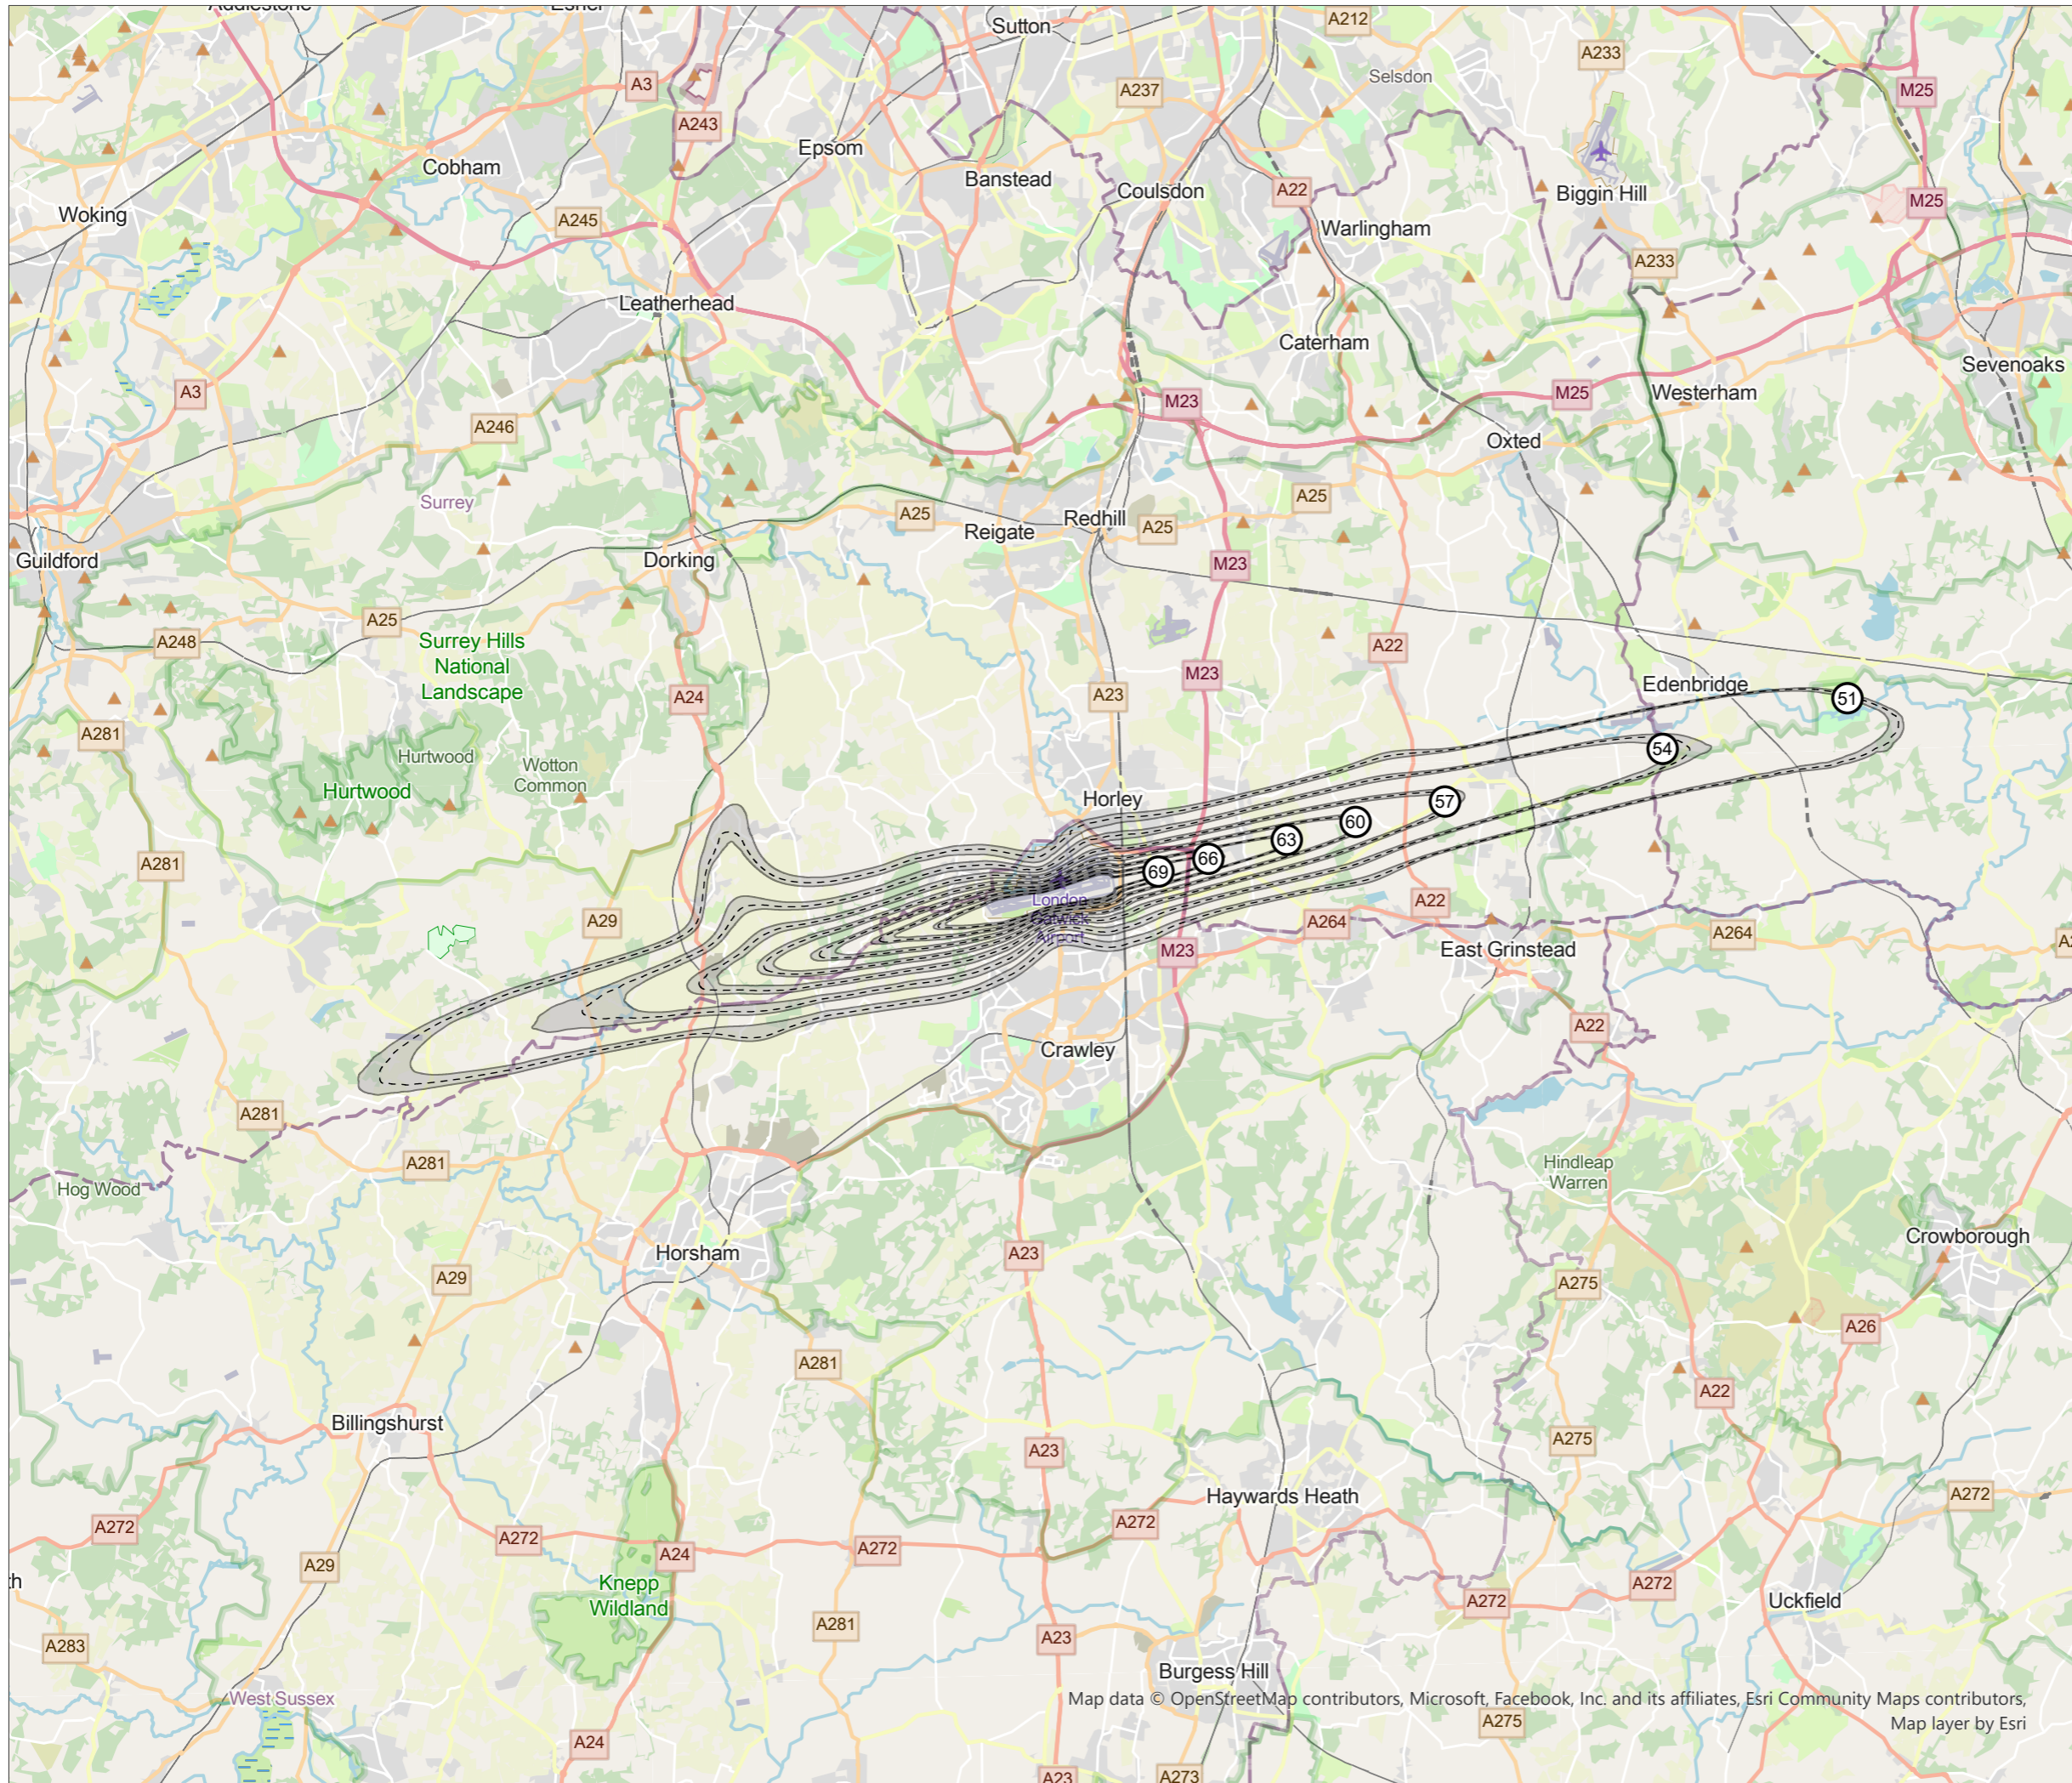 Sutton
A212
A233
Selsdon
A3
A237
M25
A243
Epsom
Cobham
Banstead
Coulsdon
A22
Biggin Hill
M25
Woking
A245
Warlingham
A233
Leatherhead
Caterham
Sevenoaks
A3
M23
M25
Westerham
A246
Oxted
Surrey
A25
A25
Redhill
A25
Reigate
Guildford
Dorking
M23
A25
A248
Surrey Hills
National
Landscape
A22
M23
Edenbridge
A24
A23
51
A281
Hurtwood
54
Wotton
Common
Hurtwood
Horley
57
60
63
A281
66
69
London
Gatwick
Airport
A29
A22
A264
A264
M23
East Grinstead
A22
Crawley
A281
A281
Hindleap
Warren
Hog Wood
Crowborough
Horsham
A23
A29
A275
A26
A281
A22
Billingshurst
A275
A23
Haywards Heath
A272
A272
A272
A272
A272
A24
A29
Knepp
Wildland
A272
A272
Uckfield
A281
A283
A23
Burgess Hill
West Sussex
Map data © OpenStreetMap contributors, Microsoft, Facebook, Inc. and its affiliates, Esri Community Maps contributors,
Map layer by Esri
A275
A24
A23
A273